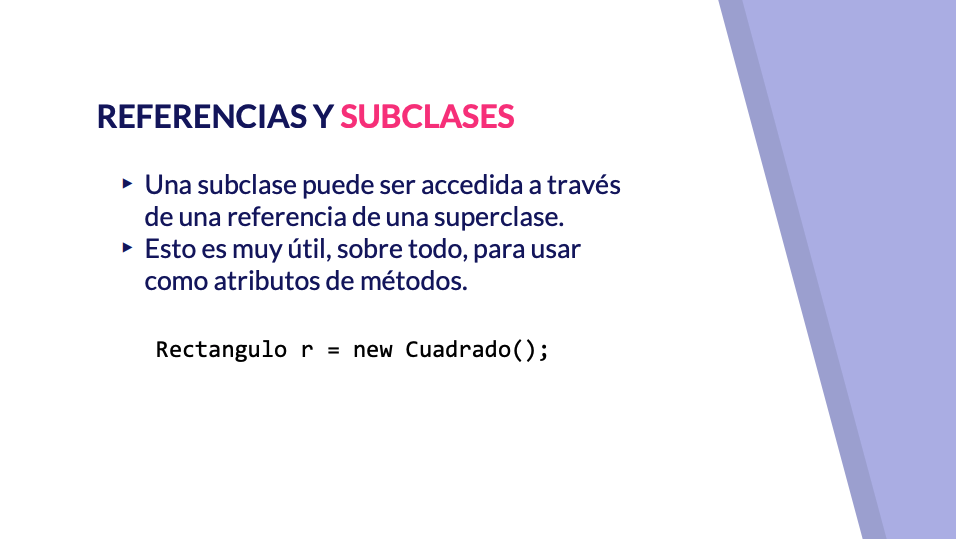 REFERENCIAS Y SUBCLASES
▸ Una subclase puede ser accedida a través
de una referencia de una superclase.
▸ Esto es muy útil, sobre todo, para usar
como atributos de métodos.
Rectangulo r = new Cuadrado();